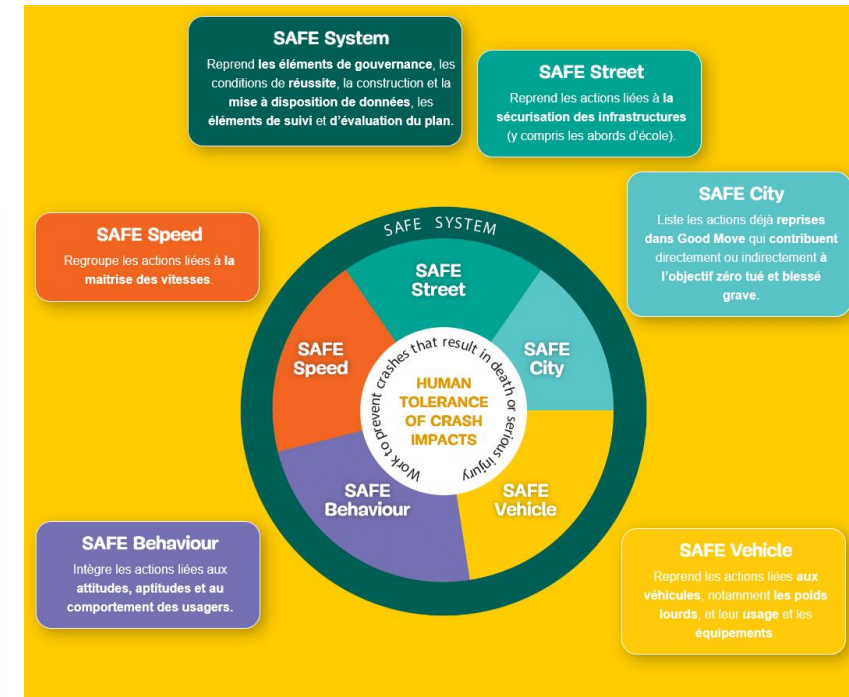 SAFE System
Reprend les éléments de gouvernance, les
conditions de réussite, la construction et la
mise à disposition de données, les
éléments de suivi et d'évaluation du plan.
SAFE Street
Reprend les actions liées à la
sécurisation des infrastructures
(y compris les abords d'école).
SAFE City
Liste les actions déjà reprises
dans Good Move qui contribuent
directement ou indirectement à
l'objectif zéro tué et blessé
grave.
SAFE Speed
Regroupe les actions liées à la
maitrise des vitesses.
SAFE SYSTEM
SAFE
Street
SAFE
Speed
SAFE
City
Work to prevent crashes that result in death or serious injury
HUMAN
TOLERANCE
OF CRASH
IMPACTS
SAFE
Behaviour
SAFE
Vehicle
SAFE Behaviour
Intègre les actions liées aux
attitudes, aptitudes et au
comportement des usagers.
SAFE Vehicle
Reprend les actions liées aux
véhicules, notamment les poids
lourds, et leur usage et les
équipements.